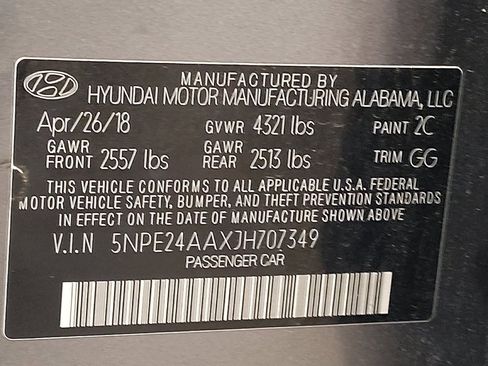 MANUFACTURED BY
HYUNDAI MOTOR MANUFACTURING ALABAMA, LLC
Apr/26/18 GVWR 4321 lbs PAINT 2C
GAWR FRONT 2557 lbs GAWR REAR 2513 lbs TRIM GG
THIS VEHICLE CONFORMS TO ALL APPLICABLE U.S.A. FEDERAL
MOTOR VEHICLE SAFETY, BUMPER, AND THEFT PREVENTION STANDARDS
IN EFFECT ON THE DATE OF MANUFACTURE SHOWN ABOVE
V.I.N 5NPE24AAXJH707349
PASSENGER CAR